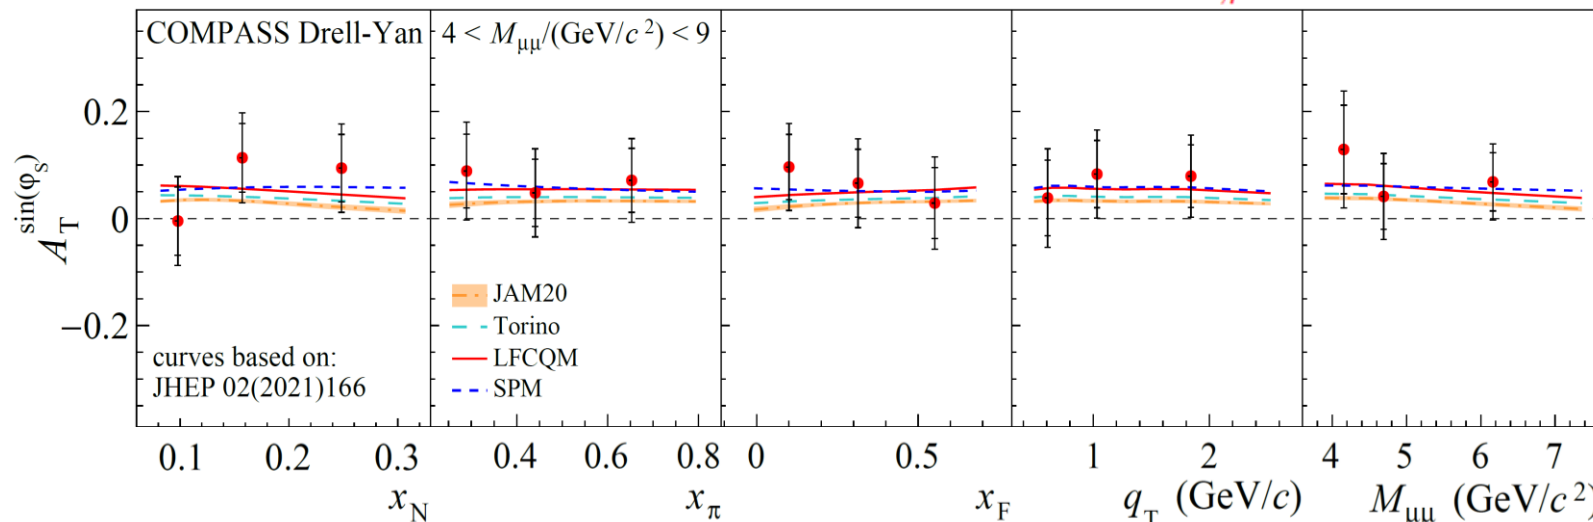 COMPASS Drell-Yan
4 < Mμμ/(GeV/c²) < 9
A_T^sin(φ_S)
0.2
0
−0.2
JAM20
Torino
LFCQM
SPM
curves based on:
JHEP 02(2021)166
0.1 0.2 0.3
0.4 0.6 0.8
0 0.5
1 2
4 5 6 7
x_N
x_π
x_F
q_T (GeV/c)
M_μμ (GeV/c²)